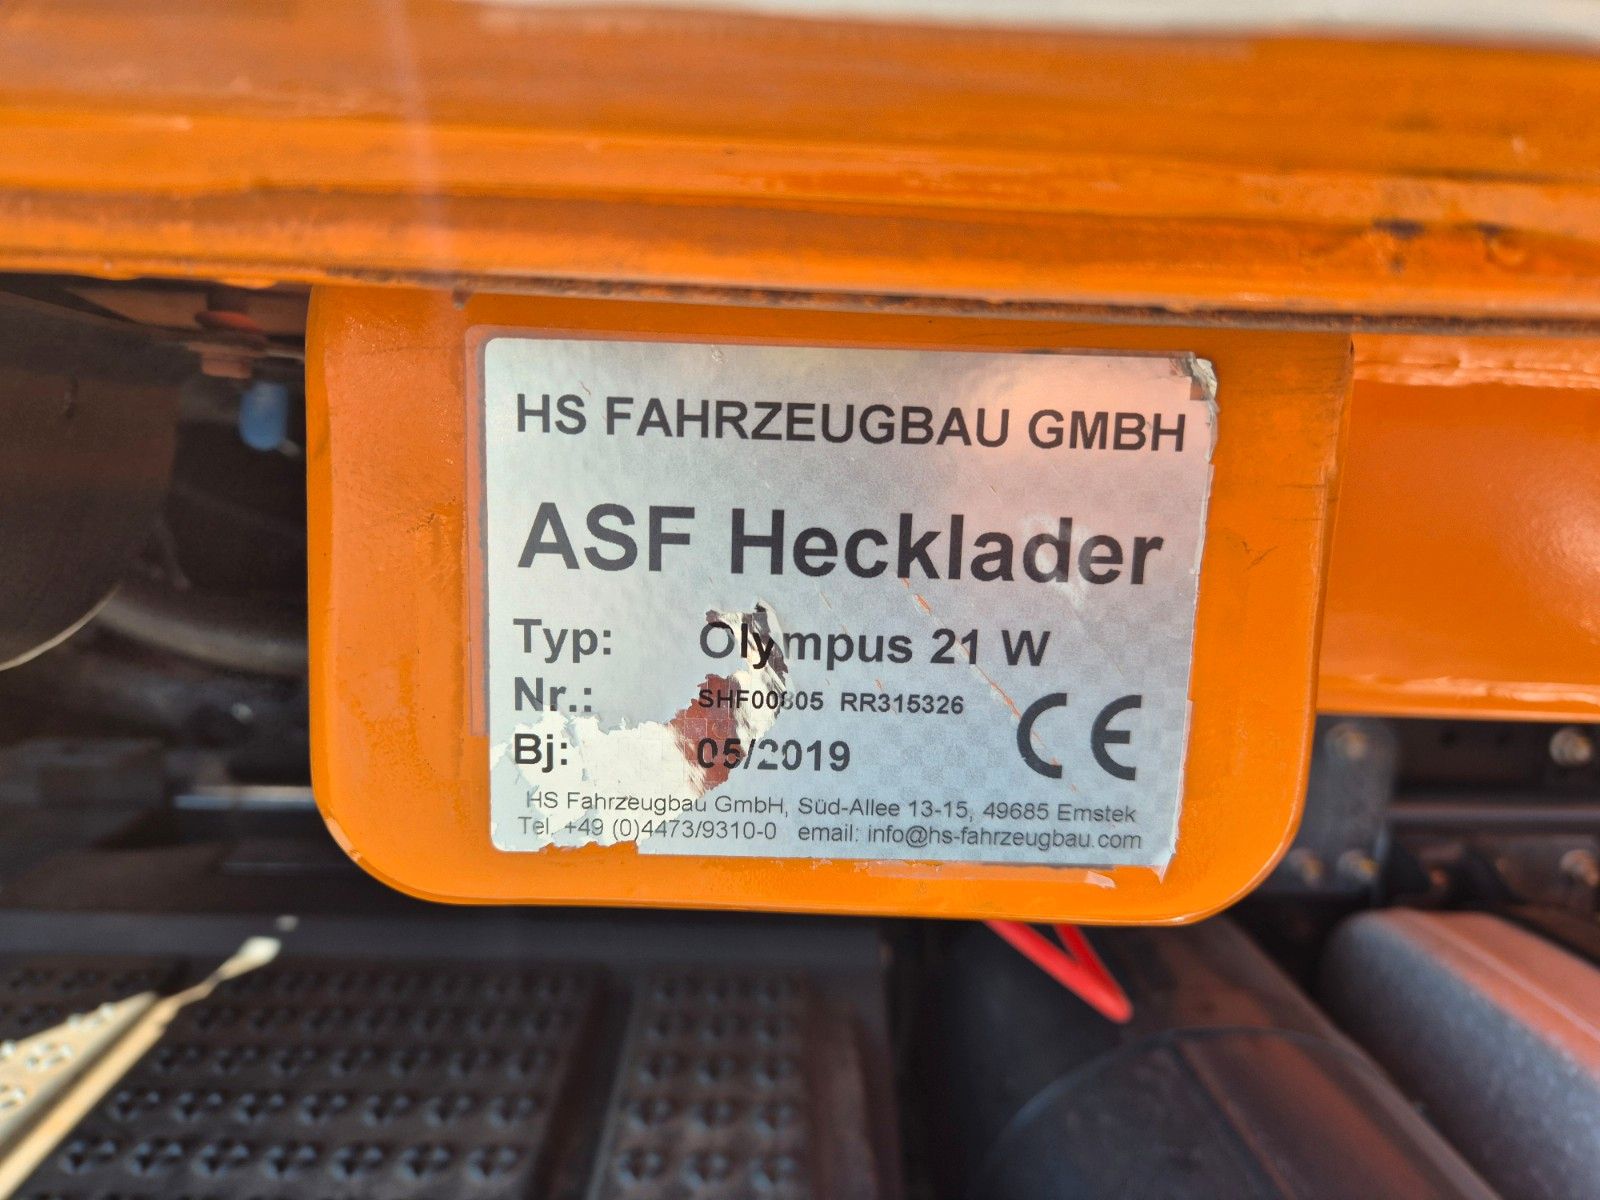 HS FAHRZEUGBAU GMBH
ASF Hecklader
Typ: Olympus 21 W
Nr.: SHF00805 RR315326
CE
Bj: 05/2019
HS Fahrzeugbau GmbH, Süd-Allee 13-15, 49685 Emstek
Tel. +49 (0)4473/9310-0 email: info@hs-fahrzeugbau.com